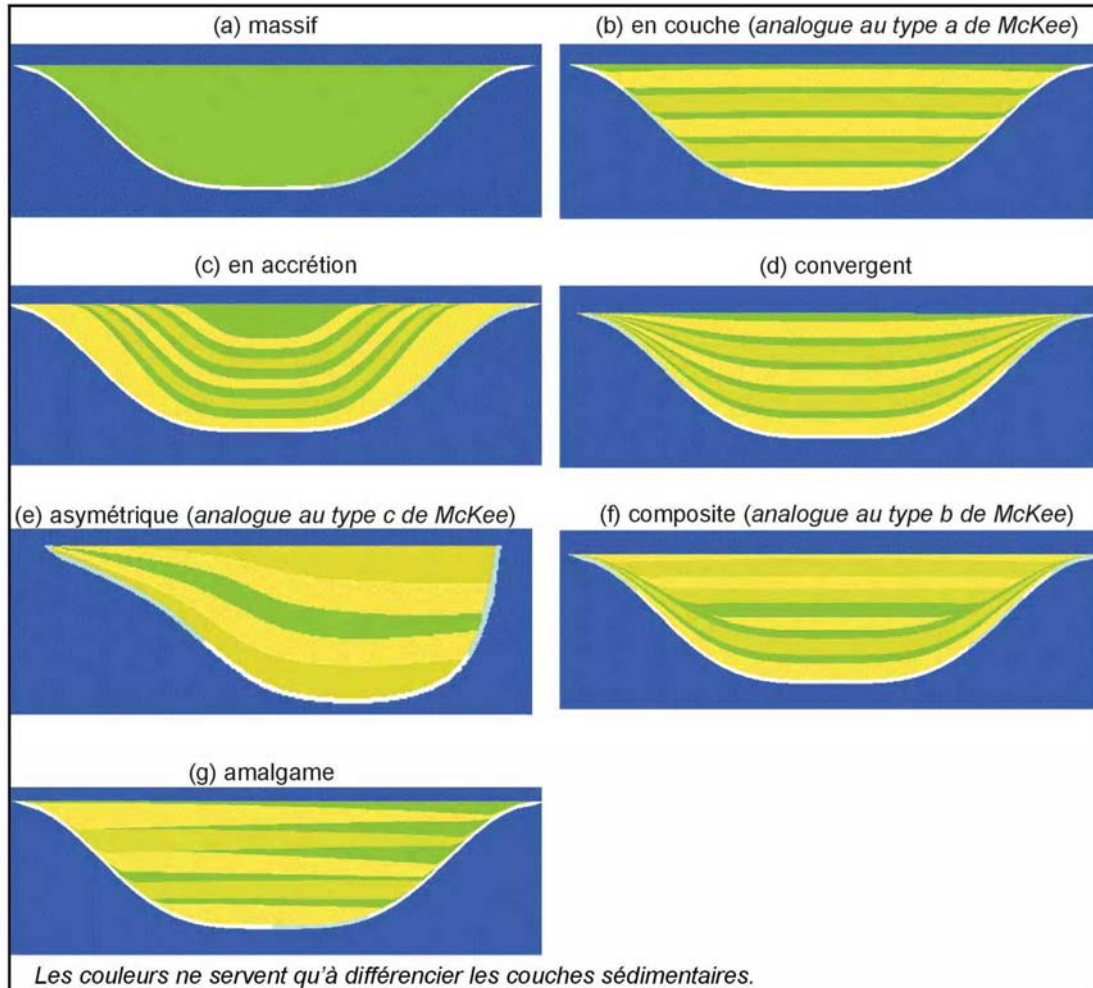 (a) massif
(b) en couche (analogue au type a de McKee)
(c) en accrétion
(d) convergent
(e) asymétrique (analogue au type c de McKee)
(f) composite (analogue au type b de McKee)
(g) amalgame
Les couleurs ne servent qu'à différencier les couches sédimentaires.